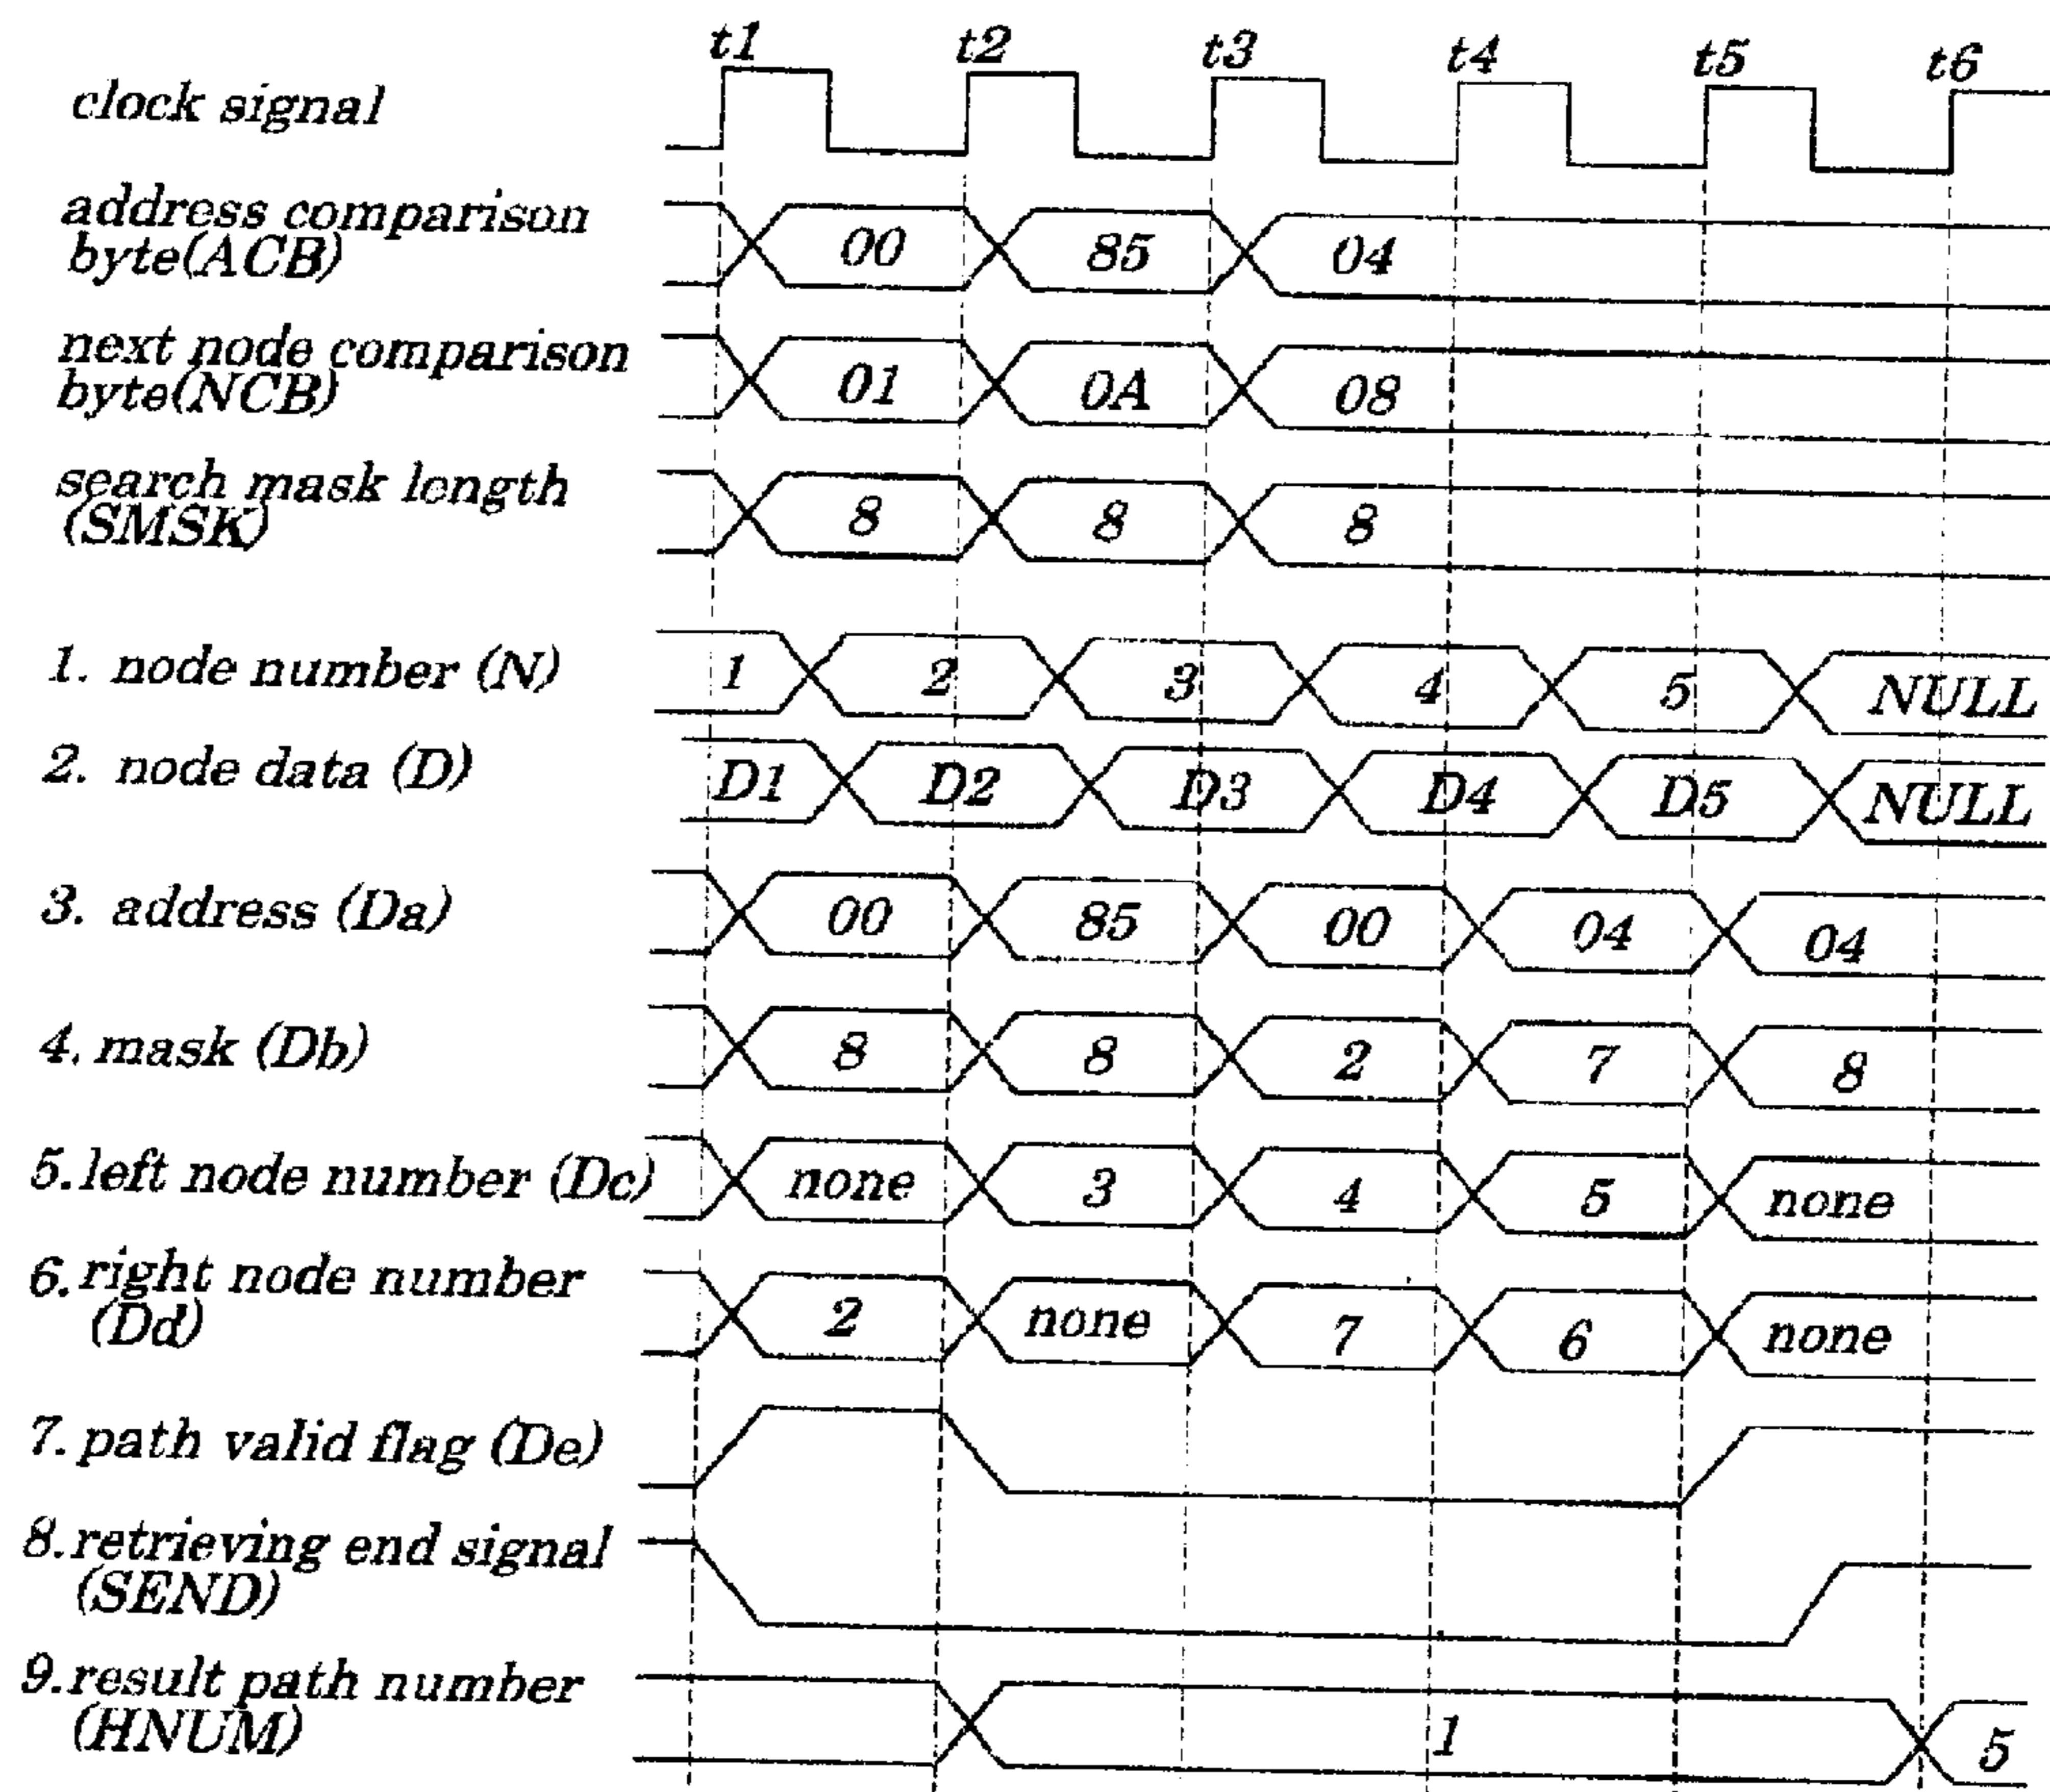 t1 t2 t3 t4 t5 t6
clock signal
address comparison
byte(ACB)
00 85 04
next node comparison
byte(NCB)
01 0A 08
search mask length
(SMSK)
8 8 8
1. node number (N)
1 2 3 4 5 NULL
2. node data (D)
D1 D2 D3 D4 D5 NULL
3. address (Da)
00 85 00 04 04
4. mask (Db)
8 8 2 7 8
5. left node number (Dc)
none 3 4 5 none
6. right node number
(Dd)
2 none 7 6 none
7. path valid flag (De)
8. retrieving end signal
(SEND)
9. result path number
(HNUM)
1 5